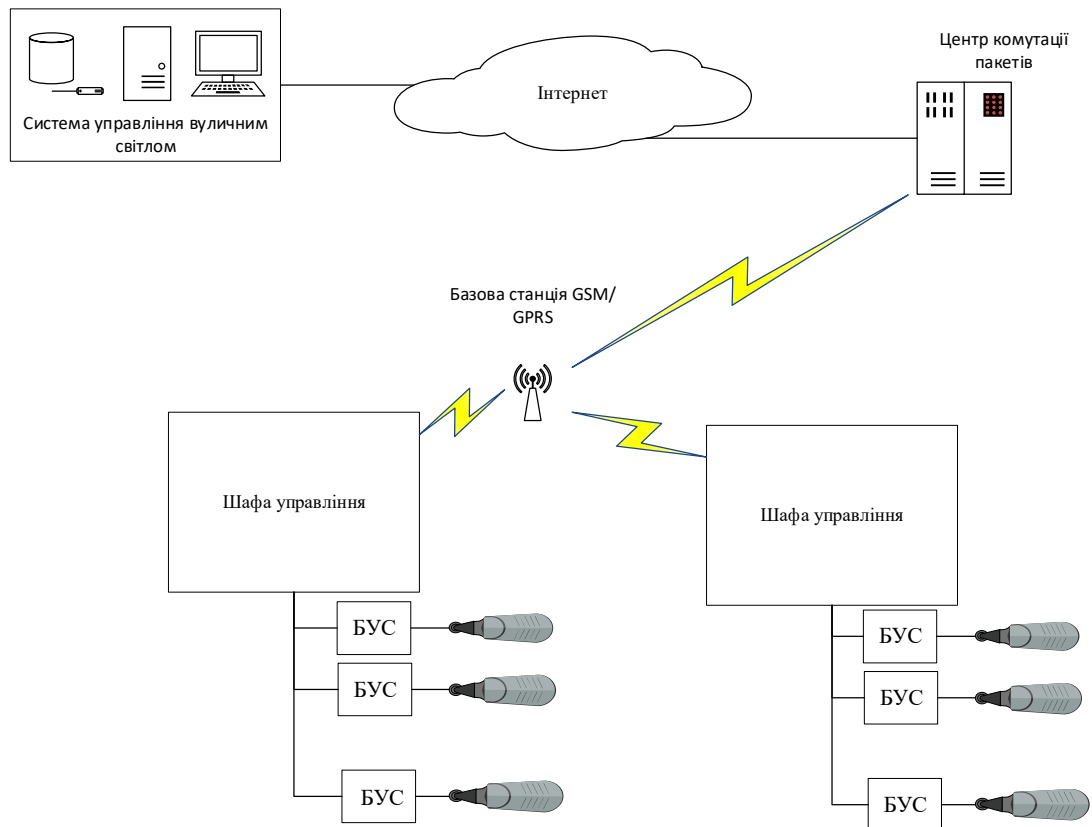 Центр комутації
пакетів
Інтернет
Система управління вуличним
світлом
Базова станція GSM/
GPRS
Шафа управління
Шафа управління
БУС
БУС
БУС
БУС
БУС
БУС